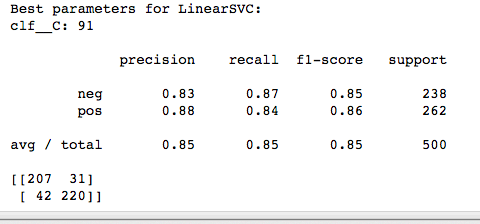 Best parameters for LinearSVC:
clf__C: 91
precision recall f1-score support
neg 0.83 0.87 0.85 238
pos 0.88 0.84 0.86 262
avg / total 0.85 0.85 0.85 500
[[207 31]
[ 42 220]]